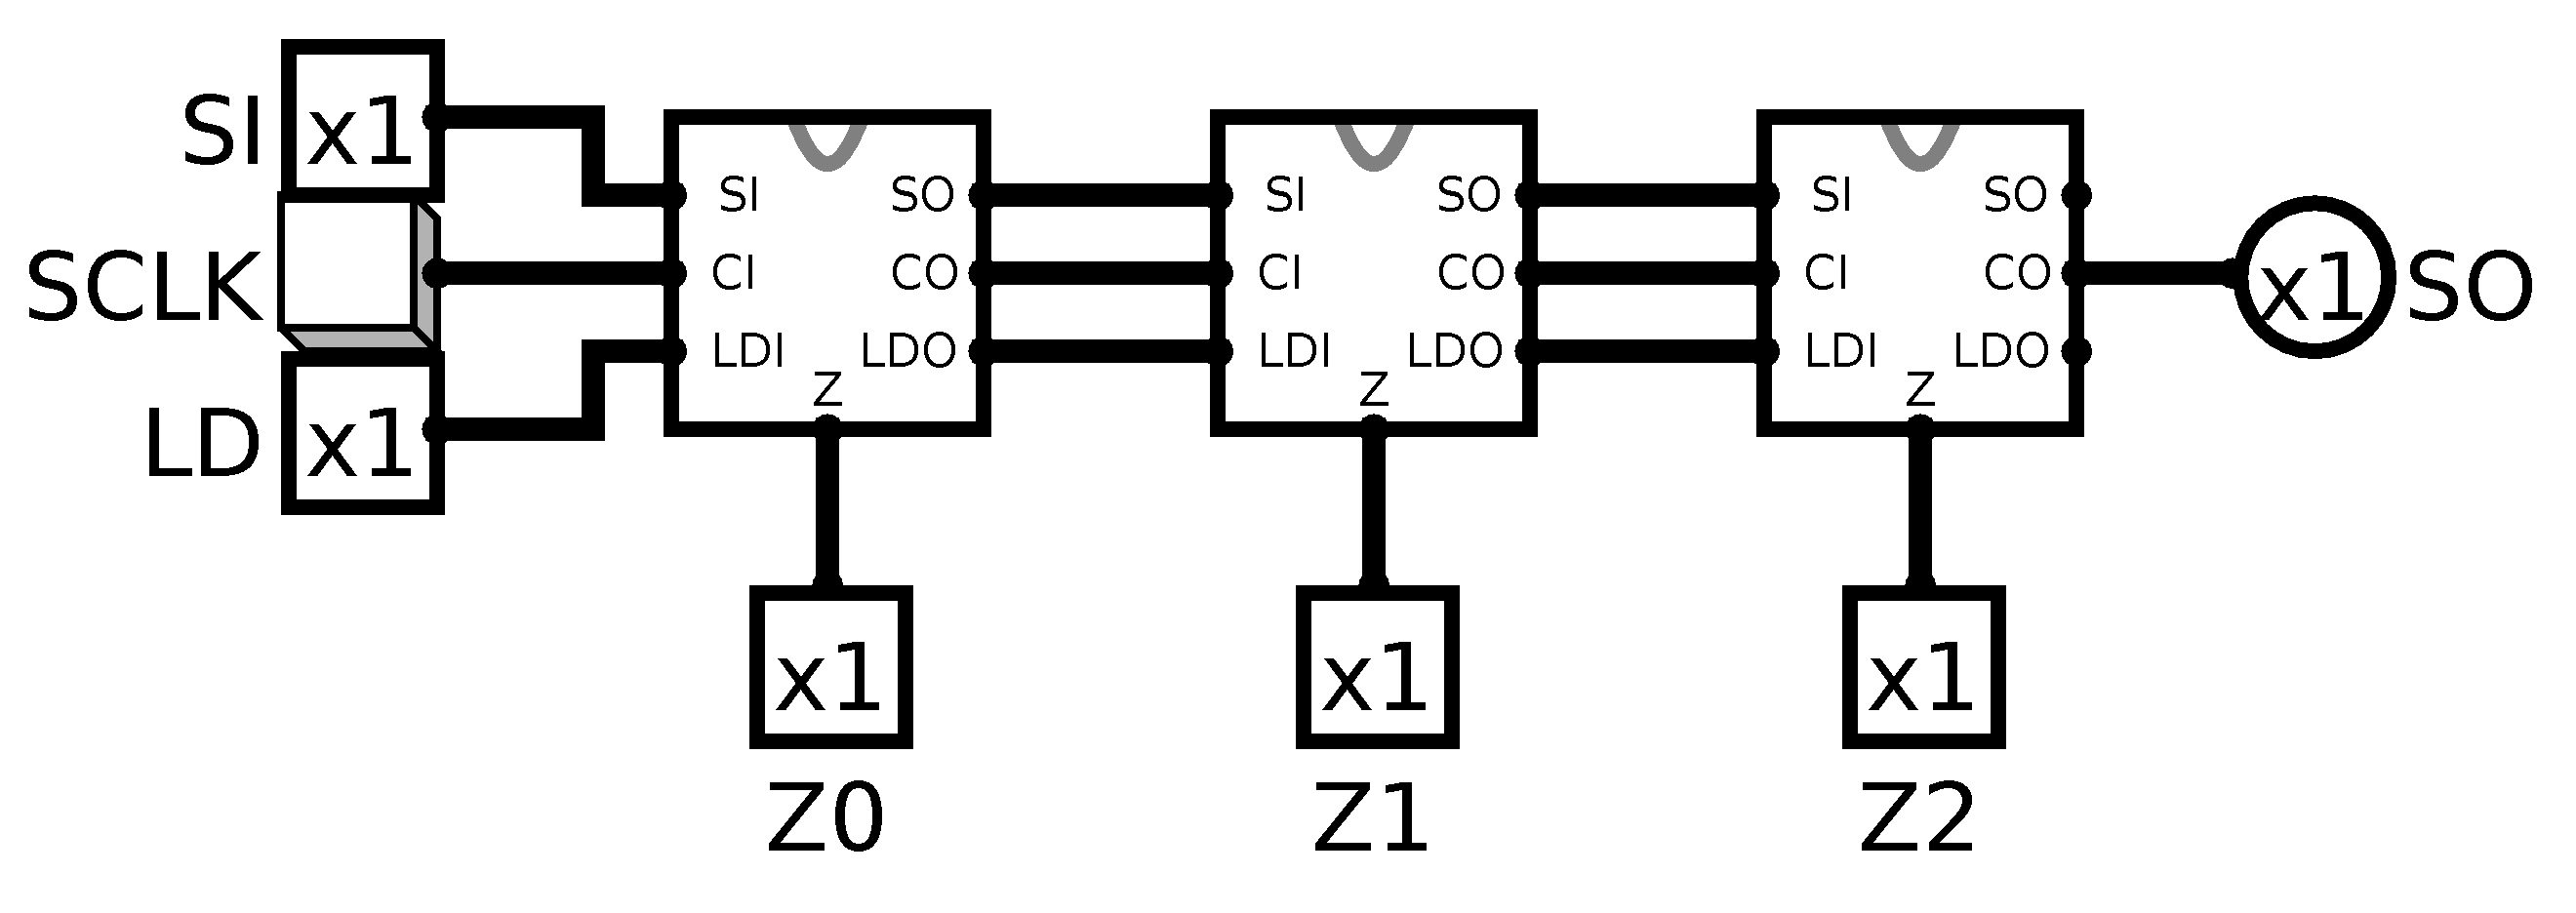 SI x1
SCLK
LD x1
SI SO
CI CO
LDI LDO
Z
SI SO
CI CO
LDI LDO
Z
SI SO
CI CO
LDI LDO
Z
x1 SO
x1
Z0
x1
Z1
x1
Z2